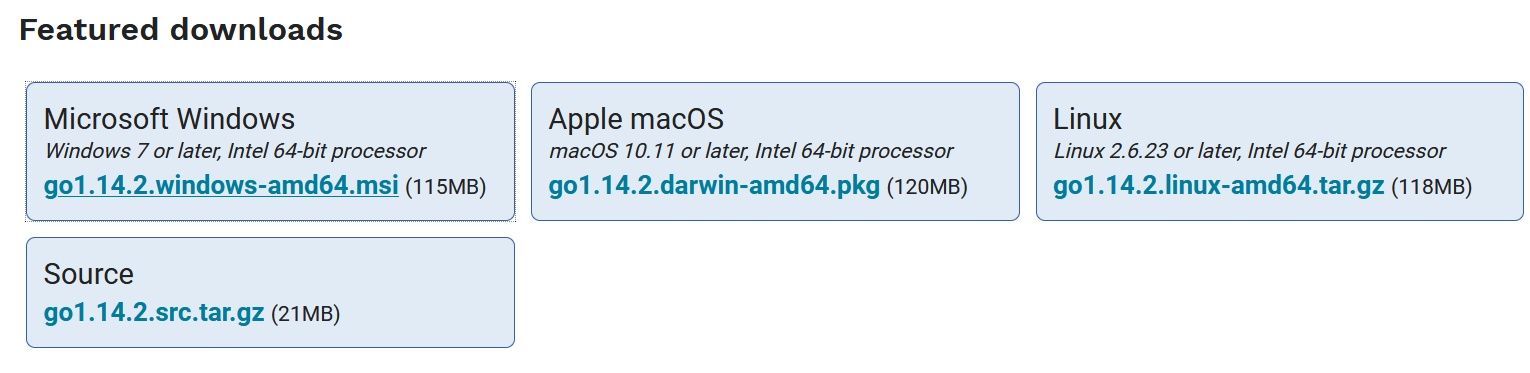 Featured downloads
Microsoft Windows
Windows 7 or later, Intel 64-bit processor
go1.14.2.windows-amd64.msi (115MB)
Apple macOS
macOS 10.11 or later, Intel 64-bit processor
go1.14.2.darwin-amd64.pkg (120MB)
Linux
Linux 2.6.23 or later, Intel 64-bit processor
go1.14.2.linux-amd64.tar.gz (118MB)
Source
go1.14.2.src.tar.gz (21MB)